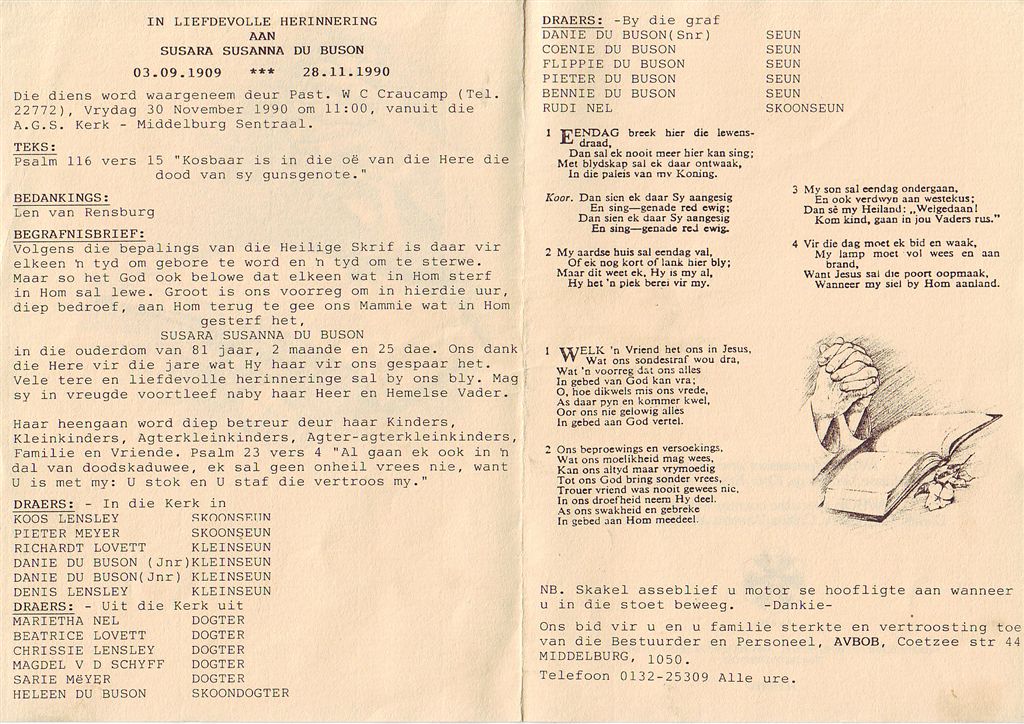 IN LIEFDEVOLLE HERINNERING
AAN
SUSARA SUSANNA DU BUSON
03.09.1909 *** 28.11.1990
Die diens word waargeneem deur Past. W C Craucamp (Tel.
22772), Vrydag 30 November 1990 om 11:00, vanuit die
A.G.S. Kerk - Middelburg Sentraal.
TEKS:
Psalm 116 vers 15 "Kosbaar is in die oë van die Here die
dood van sy gunsgenote."
BEDANKINGS:
Len van Rensburg
BEGRAFNISBRIEF:
Volgens die bepalings van die Heilige Skrif is daar vir
elkeen 'n tyd om gebore te word en 'n tyd om te sterwe.
Maar so het God ook belowe dat elkeen wat in Hom sterf
in Hom sal lewe. Groot is ons voorreg om in hierdie uur,
diep bedroef, aan Hom terug te gee ons Mammie wat in Hom
gesterf het,
SUSARA SUSANNA DU BUSON
in die ouderdom van 81 jaar, 2 maande en 25 dae. Ons dank
die Here vir die jare wat Hy haar vir ons gespaar het.
Vele tere en liefdevolle herinneringe sal by ons bly. Mag
sy in vreugde voortleef naby haar Heer en Hemelse Vader.
Haar heengaan word diep betreur deur haar Kinders,
Kleinkinders, Agterkleinkinders, Agter-agterkleinkinders,
Familie en Vriende. Psalm 23 vers 4 "Al gaan ek ook in 'n
dal van doodskaduwee, ek sal geen onheil vrees nie, want
U is met my: U stok en U staf die vertroos my."
DRAERS: - In die Kerk in
KOOS LENSLEY SKOONSEUN
PIETER MEYER SKOONSEUN
RICHARDT LOVETT KLEINSEUN
DANIE DU BUSON (Jnr)KLEINSEUN
DANIE DU BUSON(Jnr) KLEINSEUN
DENIS LENSLEY KLEINSEUN
DRAERS: - Uit die Kerk uit
MARIETHA NEL DOGTER
BEATRICE LOVETT DOGTER
CHRISSIE LENSLEY DOGTER
MAGDEL V D SCHYFF DOGTER
SARIE MëYER DOGTER
HELEEN DU BUSON SKOONDOGTER
DRAERS: -By die graf
DANIE DU BUSON(Snr) SEUN
COENIE DU BUSON SEUN
FLIPPIE DU BUSON SEUN
PIETER DU BUSON SEUN
BENNIE DU BUSON SEUN
RUDI NEL SKOONSEUN
1 EENDAG breek hier die lewens-
draad,
Dan sal ek nooit meer hier kan sing;
Met blydskap sal ek daar ontwaak,
In die paleis van my Koning.
Koor. Dan sien ek daar Sy aangesig
En sing—genade red ewig;
Dan sien ek daar Sy aangesig
En sing—genade red ewig.
2 My aardse huis sal eendag val,
Of ek nog kort of lank hier bly;
Maar dit weet ek, Hy is my al,
Hy het 'n plek berei vir my.
3 My son sal eendag ondergaan,
En ook verdwyn aan westekus;
Dan sê my Heiland: „Welgedaan!
Kom kind, gaan in jou Vaders rus."
4 Vir die dag moet ek bid en waak,
My lamp moet vol wees en aan
brand,
Want Jesus sal die poort oopmaak,
Wanneer my siel by Hom aanland.
1 WELK 'n Vriend het ons in Jesus,
Wat ons sondestraf wou dra,
Wat 'n voorreg dat ons alles
In gebed van God kan vra;
O, hoe dikwels mis ons vrede,
As daar pyn en kommer kwel,
Oor ons nie gelowig alles
In gebed aan God vertel.
2 Ons beproewings en versoekings,
Wat ons moeilikheid mag wees,
Kan ons altyd maar vrymoedig
Tot ons God bring sonder vrees,
Trouer vriend was nooit gewees nie,
In ons droefheid neem Hy deel.
As ons swakheid en gebreke
In gebed aan Hom meedeel.
NB. Skakel asseblief u motor se hoofligte aan wanneer
u in die stoet beweeg. -Dankie-
Ons bid vir u en u familie sterkte en vertroosting toe
van die Bestuurder en Personeel, AVBOB, Coetzee str 44
MIDDELBURG, 1050.
Telefoon 0132-25309 Alle ure.